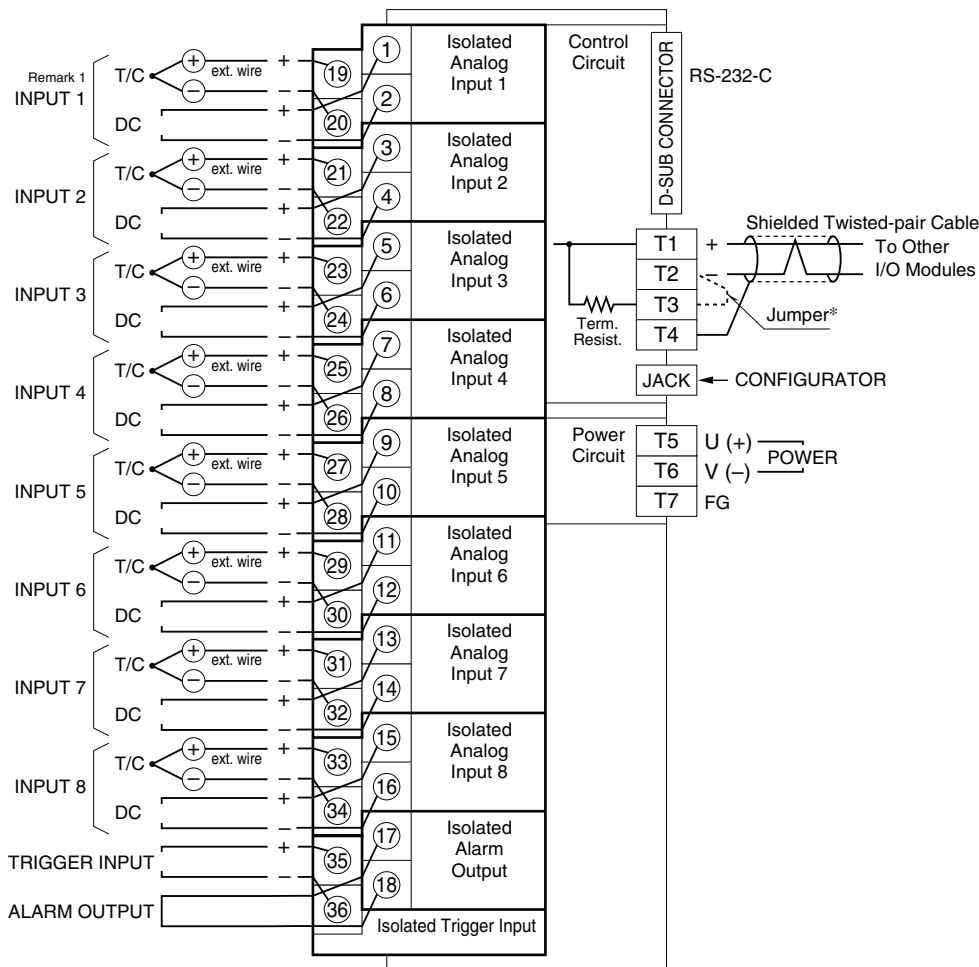 Remark 1
INPUT 1
T/C
+
−
ext. wire
+
−
DC
+
−
19
20
1
2
Isolated
Analog
Input 1
INPUT 2
T/C
+
−
ext. wire
+
−
DC
+
−
21
22
3
4
Isolated
Analog
Input 2
INPUT 3
T/C
+
−
ext. wire
+
−
DC
+
−
23
24
5
6
Isolated
Analog
Input 3
INPUT 4
T/C
+
−
ext. wire
+
−
DC
+
−
25
26
7
8
Isolated
Analog
Input 4
INPUT 5
T/C
+
−
ext. wire
+
−
DC
+
−
27
28
9
10
Isolated
Analog
Input 5
INPUT 6
T/C
+
−
ext. wire
+
−
DC
+
−
29
30
11
12
Isolated
Analog
Input 6
INPUT 7
T/C
+
−
ext. wire
+
−
DC
+
−
31
32
13
14
Isolated
Analog
Input 7
INPUT 8
T/C
+
−
ext. wire
+
−
DC
+
−
33
34
15
16
Isolated
Analog
Input 8
TRIGGER INPUT
+
−
35
36
ALARM OUTPUT
17
18
Isolated
Alarm
Output
Isolated Trigger Input
Control
Circuit
D-SUB CONNECTOR
RS-232-C
Shielded Twisted-pair Cable
T1
+
To Other
I/O Modules
T2
−
T3
T4
Term.
Resist.
Jumper*
JACK
CONFIGURATOR
Power
Circuit
T5
U (+)
T6
V (–)
POWER
T7
FG